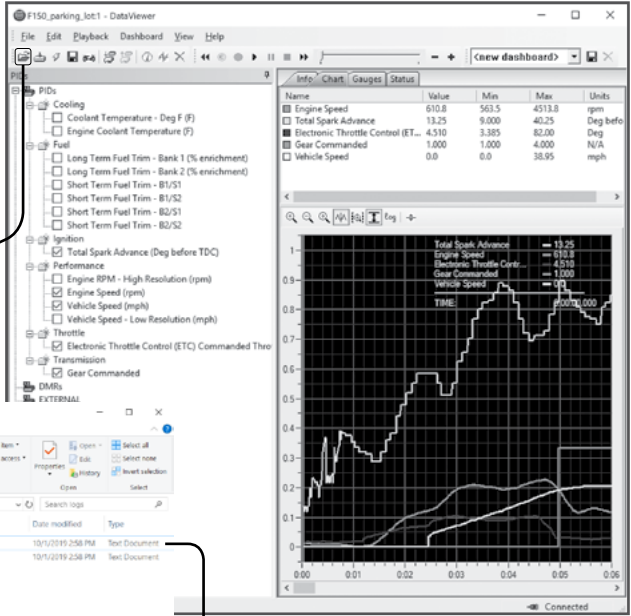 F150_parking_lot:1 - DataViewer
File Edit Playback Dashboard View Help
<new dashboard>
PIDs
PIDs
Cooling
Coolant Temperature - Deg F (F)
Engine Coolant Temperature (F)
Fuel
Long Term Fuel Trim - Bank 1 (% enrichment)
Long Term Fuel Trim - Bank 2 (% enrichment)
Short Term Fuel Trim - B1/S1
Short Term Fuel Trim - B1/S2
Short Term Fuel Trim - B2/S1
Short Term Fuel Trim - B2/S2
Ignition
Total Spark Advance (Deg before TDC)
Performance
Engine RPM - High Resolution (rpm)
Engine Speed (rpm)
Vehicle Speed (mph)
Vehicle Speed - Low Resolution (mph)
Throttle
Electronic Throttle Control (ETC) Commanded Thro
Transmission
Gear Commanded
DMRs
EXTERNAL
Info Chart Gauges Status
Name Value Min Max Units
Engine Speed 610.8 563.5 4513.8 rpm
Total Spark Advance 13.25 9.000 40.25 Deg befo
Electronic Throttle Control (ET... 4.510 3.385 82.00 Deg
Gear Commanded 1.000 1.000 4.000 N/A
Vehicle Speed 0.0 0.0 38.95 mph
Total Spark Advance 13.25
Engine Speed 610.8
Electronic Throttle Contr... 4.510
Gear Commanded 1.000
Vehicle Speed
TIME:
1
0.9
0.8
0.7
0.6
0.5
0.4
0.3
0.2
0.1
0
0:00 0:01 0:02 0:03 0:04 0:05 0:06
Connected
item
access
Properties
Open
Edit
History
Open
Select all
Select none
Invert selection
Select
Search logs
Date modified Type
10/1/2019 2:58 PM Text Document
10/1/2019 2:58 PM Text Document